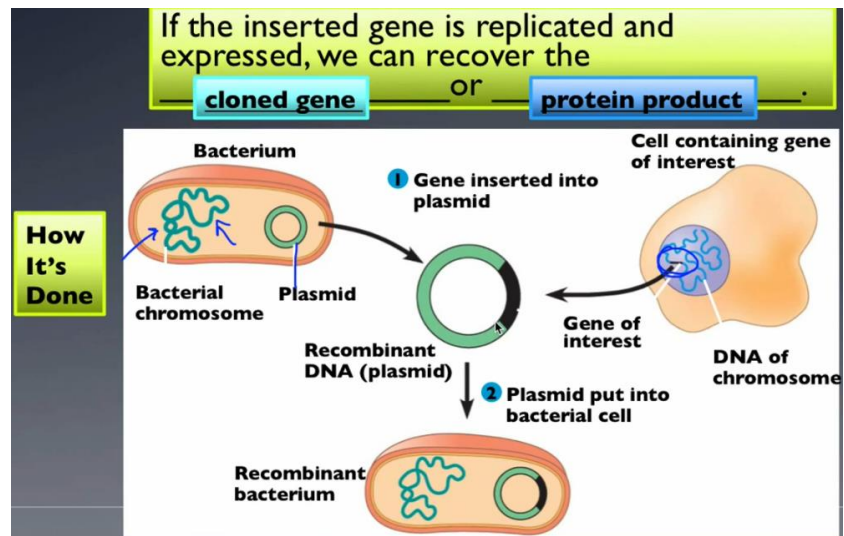 If the inserted gene is replicated and
expressed, we can recover the
cloned gene or protein product.
How
It's
Done
Bacterium
Bacterial
chromosome
Plasmid
1 Gene inserted into
plasmid
Cell containing gene
of interest
Gene of
interest
DNA of
chromosome
Recombinant
DNA (plasmid)
2 Plasmid put into
bacterial cell
Recombinant
bacterium